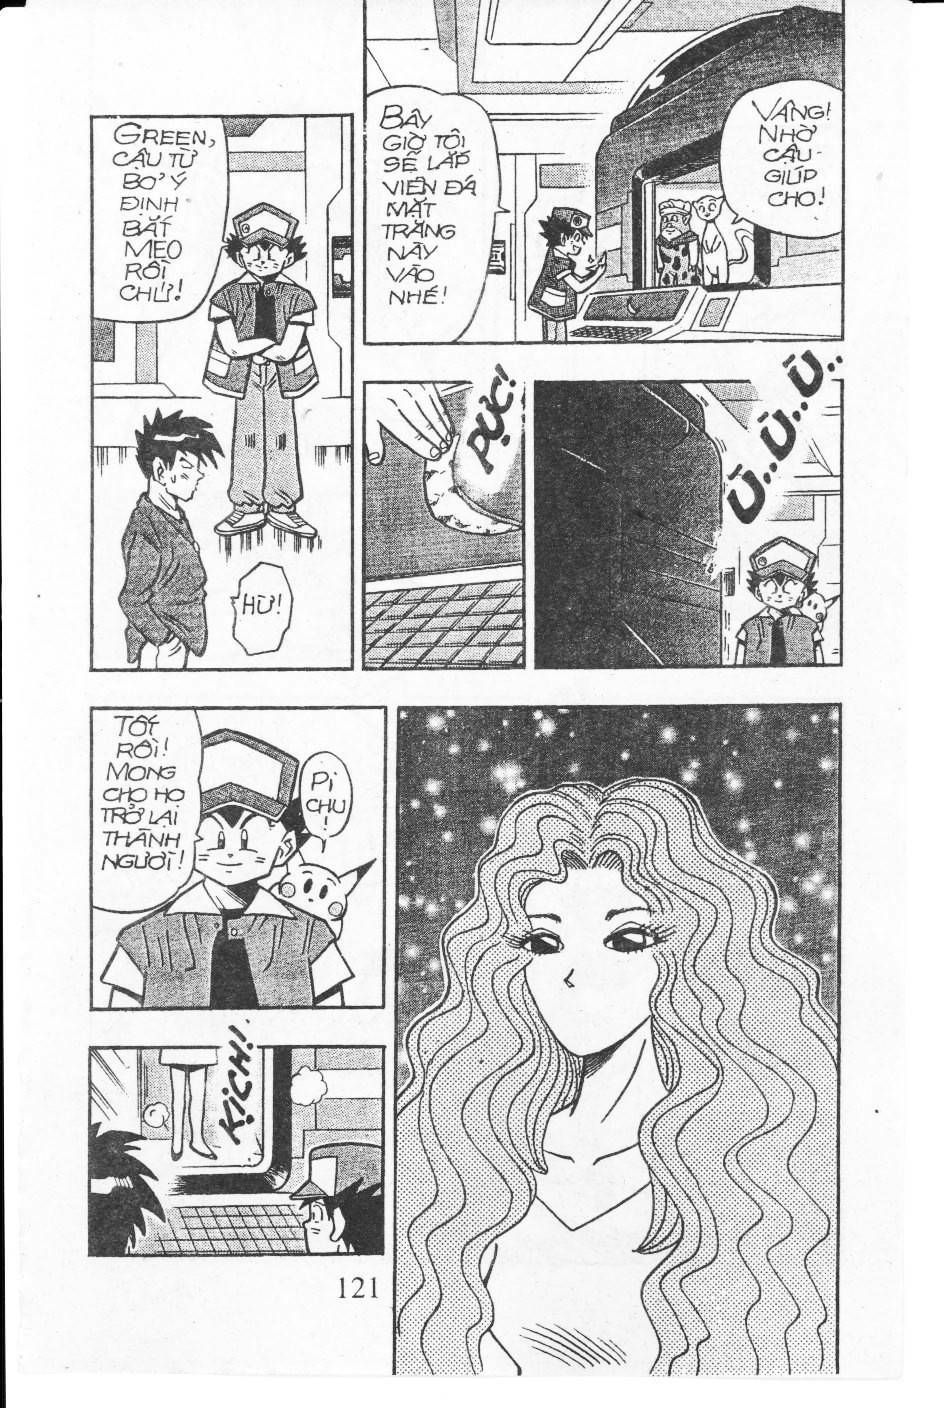 GREEN,
CẬU TỪ
BỎ Ý
ĐỊNH
BẮT
MEO
RỒI
CHỨ!
HỪ!
BÂY
GIỜ TÔI
SẼ LẮP
VIÊN ĐÁ
MẶT
TRĂNG
NÀY
VÀO
NHÉ!
VÂNG!
NHỜ
CẬU
GIÚP
CHO!
PỰC!
Ù..Ù..Ù..
TỐT
RỒI!
MONG
CHO HỌ
TRỞ LẠI
THÀNH
NGƯỜI!
PÌ
CHU
!
KỊCH!!
121